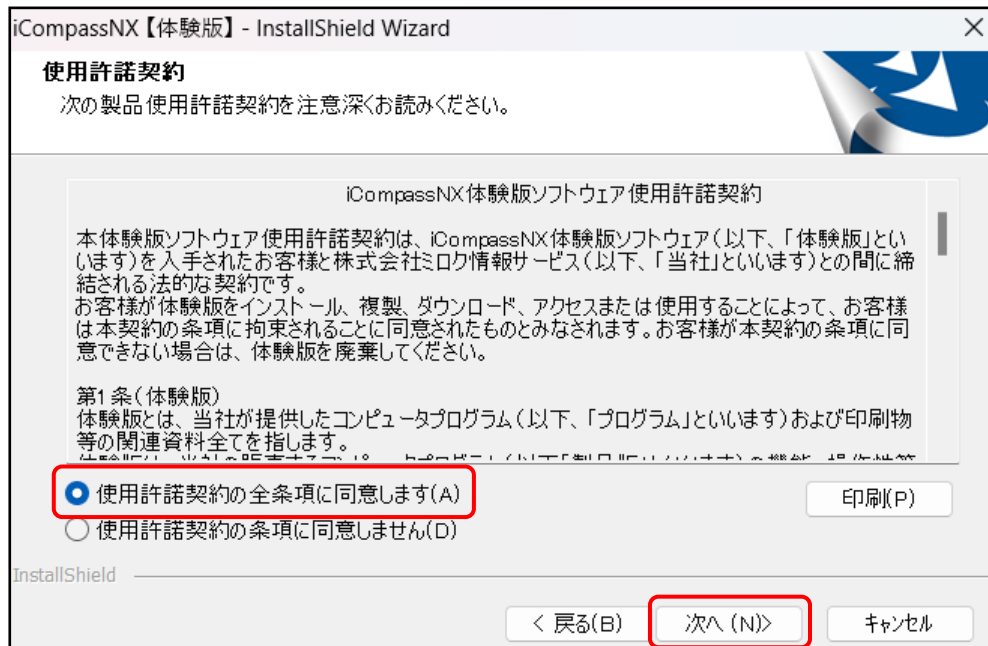 iCompassNX【体験版】 - InstallShield Wizard
使用許諾契約
次の製品使用許諾契約を注意深くお読みください。
iCompassNX体験版ソフトウェア使用許諾契約
本体験版ソフトウェア使用許諾契約は、iCompassNX体験版ソフトウェア(以下、「体験版」とい
います)を入手されたお客様と株式会社ミロク情報サービス(以下、「当社」といいます)との間に締
結される法的な契約です。
お客様が体験版をインストール、複製、ダウンロード、アクセスまたは使用することによって、お客様
は本契約の条項に拘束されることに同意されたものとみなされます。お客様が本契約の条項に同
意できない場合は、体験版を廃棄してください。
第1条(体験版)
体験版とは、当社が提供したコンピュータプログラム(以下、「プログラム」といいます)および印刷物
等の関連資料全てを指します。
使用許諾契約の全条項に同意します(A)
印刷(P)
使用許諾契約の条項に同意しません(D)
InstallShield
< 戻る(B)
次へ (N)>
キャンセル